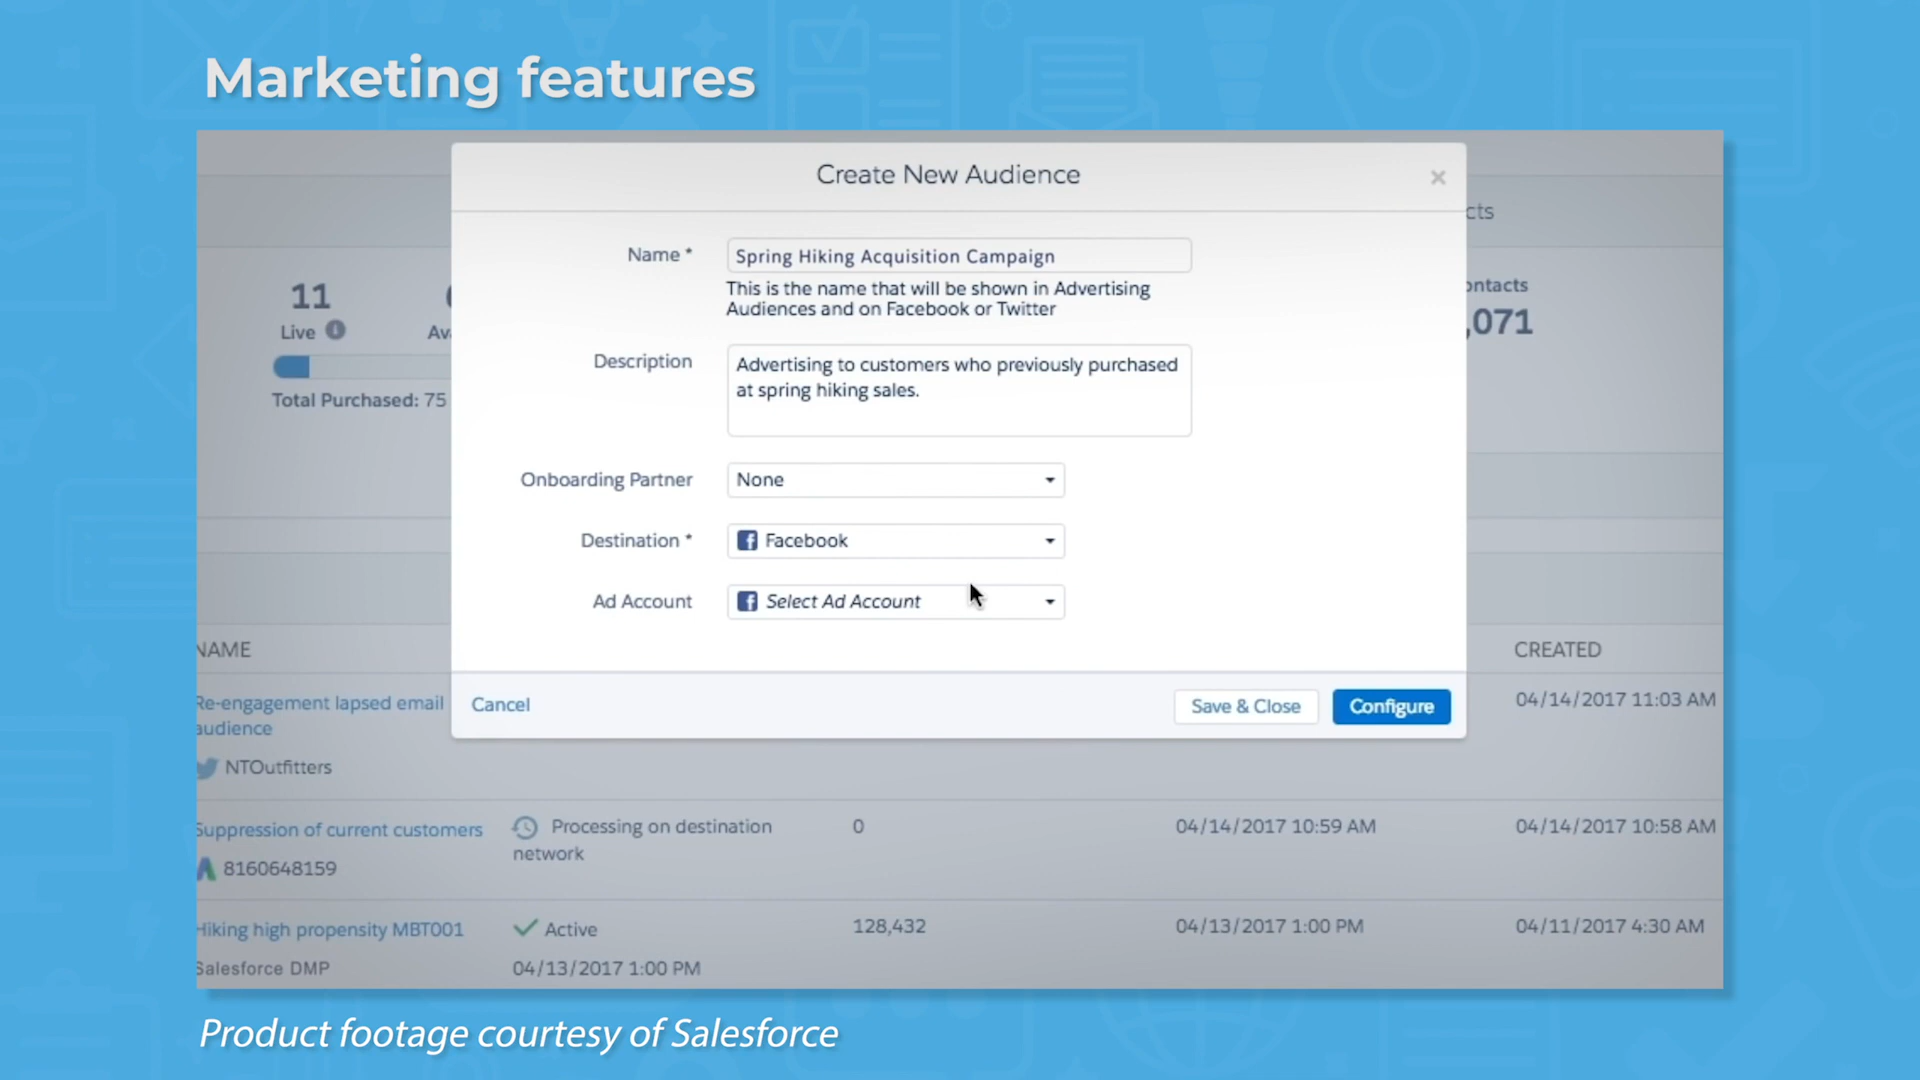 Marketing features
Create New Audience
×
Name *
Spring Hiking Acquisition Campaign
This is the name that will be shown in Advertising
Audiences and on Facebook or Twitter
Description
Advertising to customers who previously purchased
at spring hiking sales.
Onboarding Partner
None
Destination *
Facebook
Ad Account
Select Ad Account
Cancel
Save & Close
Configure
11
Live
Av
Total Purchased: 75
cts
ontacts
,071
NAME
CREATED
Re-engagement lapsed email
audience
04/14/2017 11:03 AM
NTOutfitters
Suppression of current customers
Processing on destination
network
0
04/14/2017 10:59 AM
04/14/2017 10:58 AM
8160648159
Hiking high propensity MBT001
Active
128,432
04/13/2017 1:00 PM
04/11/2017 4:30 AM
Salesforce DMP
04/13/2017 1:00 PM
Product footage courtesy of Salesforce